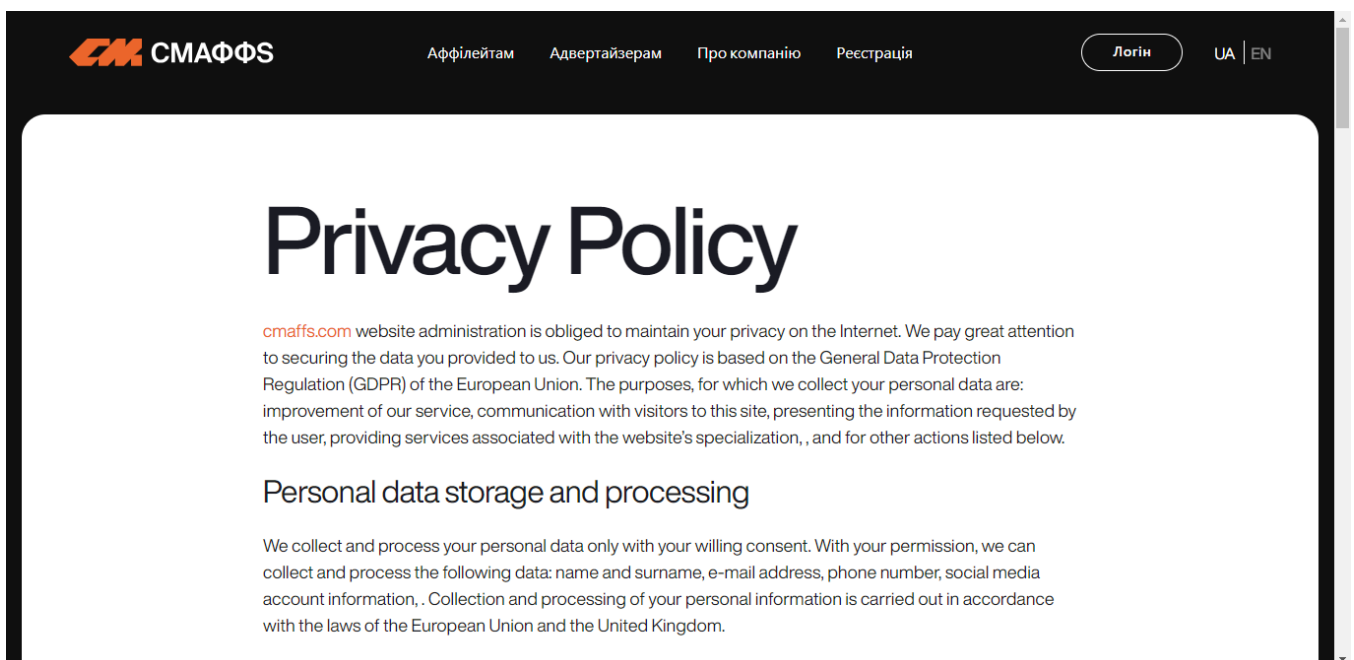 СМАФФS
Аффілейтам Адвертайзерам Про компанію Реєстрація Логін UA EN
Privacy Policy
cmaffs.com website administration is obliged to maintain your privacy on the Internet. We pay great attention
to securing the data you provided to us. Our privacy policy is based on the General Data Protection
Regulation (GDPR) of the European Union. The purposes, for which we collect your personal data are:
improvement of our service, communication with visitors to this site, presenting the information requested by
the user, providing services associated with the website’s specialization, , and for other actions listed below.
Personal data storage and processing
We collect and process your personal data only with your willing consent. With your permission, we can
collect and process the following data: name and surname, e-mail address, phone number, social media
account information, . Collection and processing of your personal information is carried out in accordance
with the laws of the European Union and the United Kingdom.